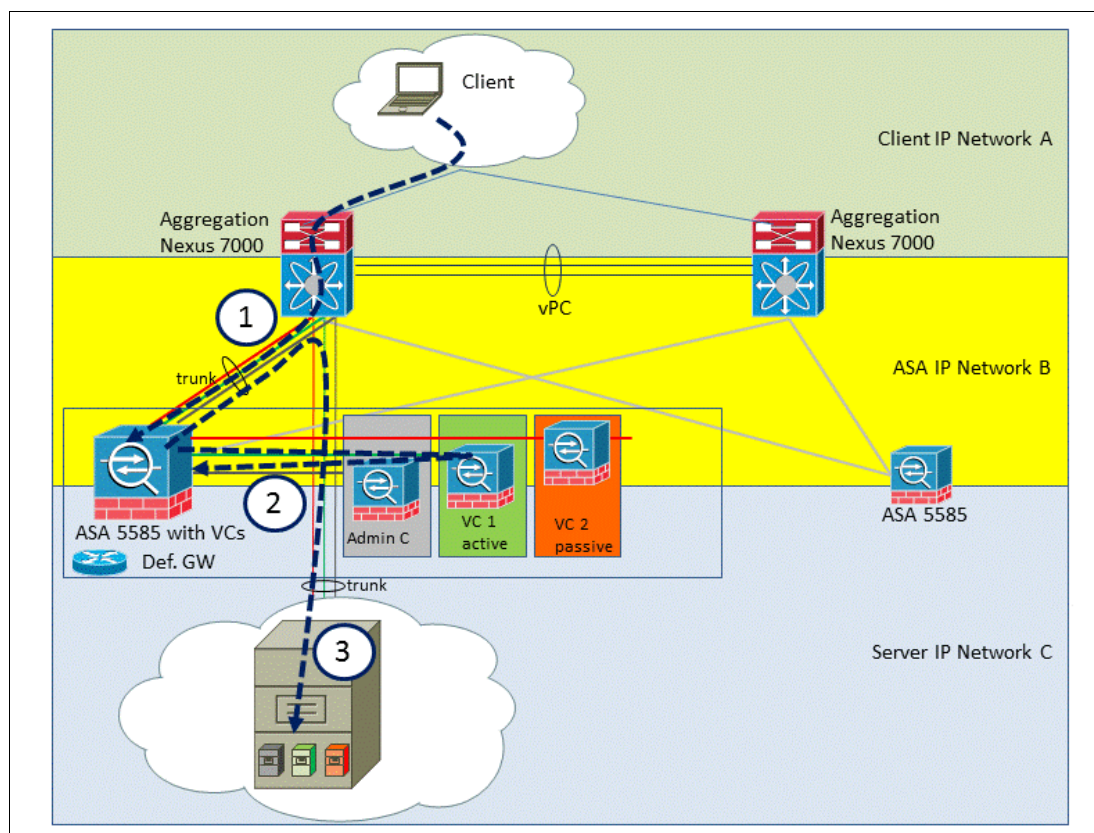 Client
Client IP Network A
Aggregation
Nexus 7000
Aggregation
Nexus 7000
vPC
1
trunk
ASA IP Network B
2
ASA 5585 with VCs
Def. GW
Admin C
VC 1
active
VC 2
passive
ASA 5585
trunk
3
Server IP Network C